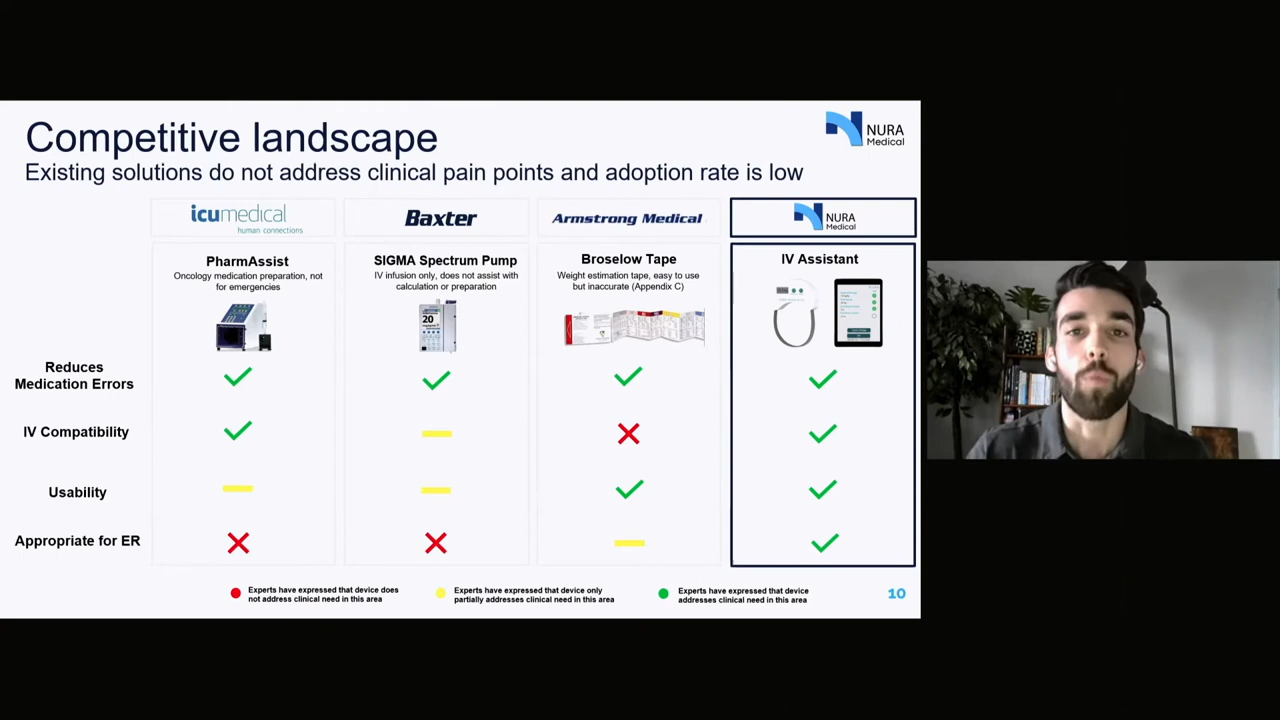 Competitive landscape
Existing solutions do not address clinical pain points and adoption rate is low
NURA
Medical
icumedical
human connections
Baxter
Armstrong Medical
NURA
Medical
PharmAssist
Oncology medication preparation, not
for emergencies
SIGMA Spectrum Pump
IV infusion only, does not assist with
calculation or preparation
20
Broselow Tape
Weight estimation tape, easy to use
but inaccurate (Appendix C)
IV Assistant
Reduces
Medication Errors
IV Compatibility
Usability
Appropriate for ER
Experts have expressed that device does
not address clinical need in this area
Experts have expressed that device only
partially addresses clinical need in this area
Experts have expressed that device
addresses clinical need in this area
10